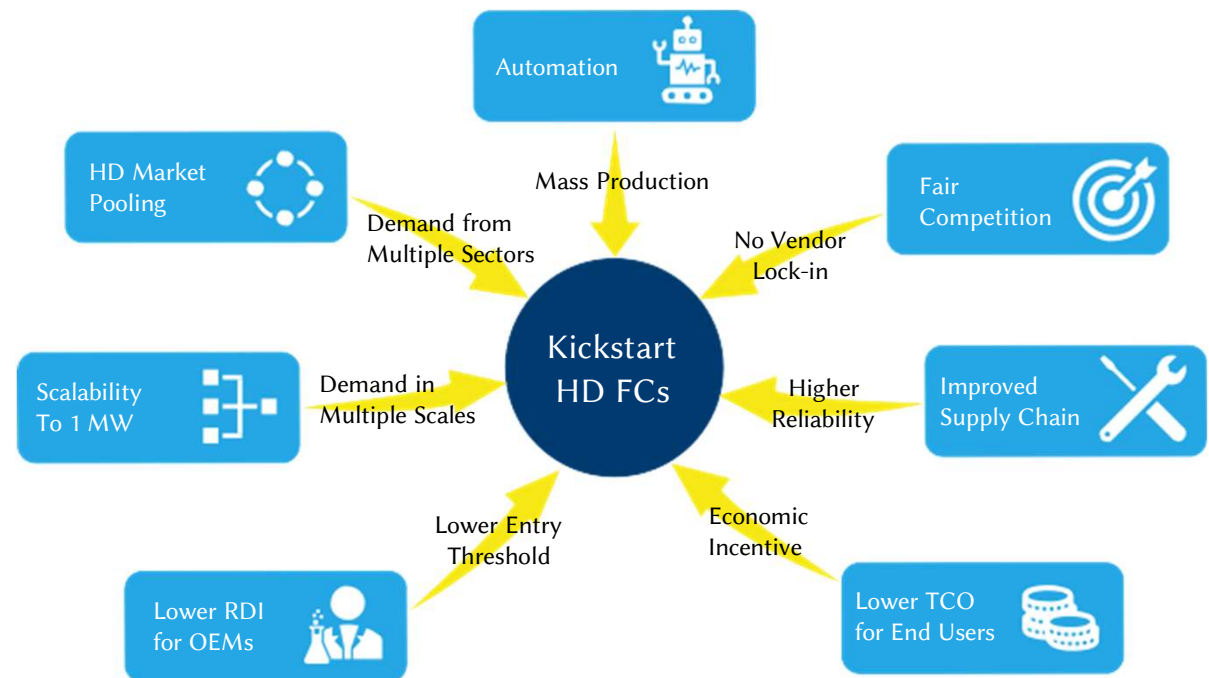 Automation
Mass Production
HD Market
Pooling
Demand from
Multiple Sectors
Fair
Competition
No Vendor
Lock-in
Kickstart
HD FCs
Scalability
To 1 MW
Demand in
Multiple Scales
Higher
Reliability
Improved
Supply Chain
Lower Entry
Threshold
Economic
Incentive
Lower RDI
for OEMs
Lower TCO
for End Users